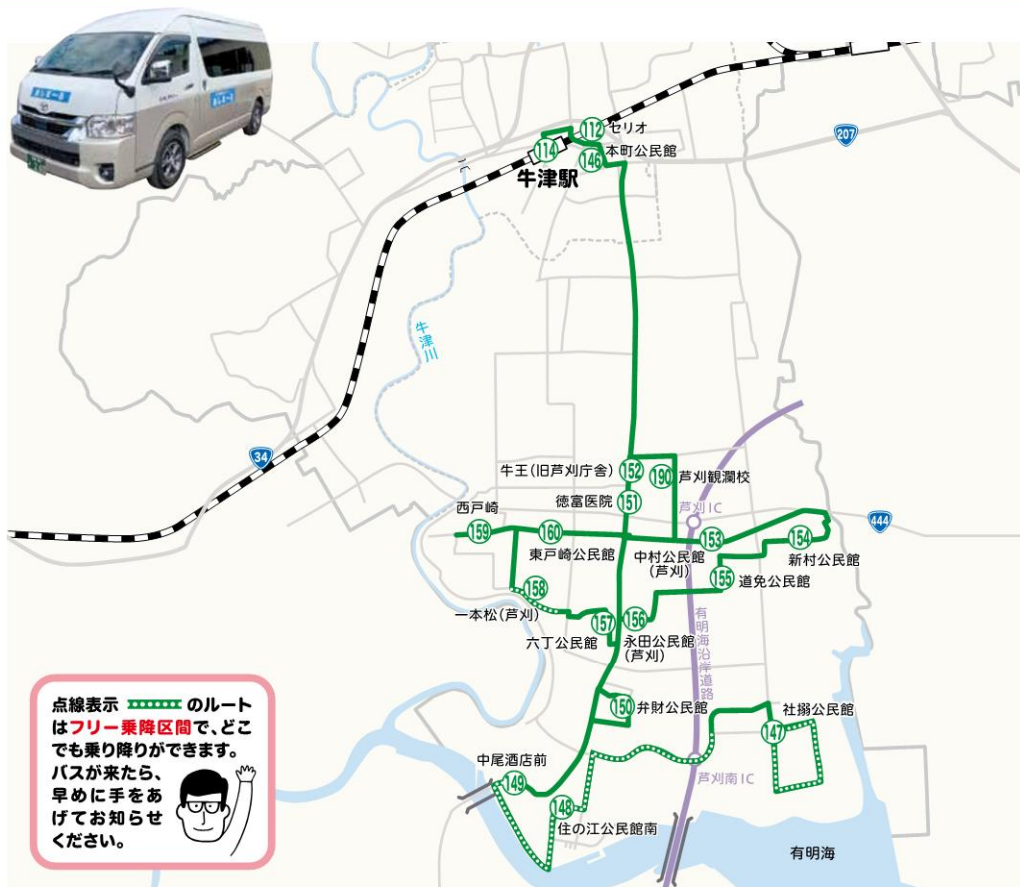 112
セリオ
207
114
146
本町公民館
牛津駅
牛津川
34
牛王(旧芦刈庁舎)
152
190
芦刈観瀾校
徳富医院
151
芦刈IC
444
西戸崎
159
160
東戸崎公民館
中村公民館
(芦刈)
153
154
新村公民館
155
道免公民館
158
一本松(芦刈)
157
六丁公民館
156
永田公民館
(芦刈)
有明海沿岸道路
150
弁財公民館
社搦公民館
147
中尾酒店前
149
148
住の江公民館南
芦刈南IC
有明海
点線表示 のルート
はフリー乗降区間で、どこ
でも乗り降りができます。
バスが来たら、
早めに手をあ
げてお知らせ
ください。